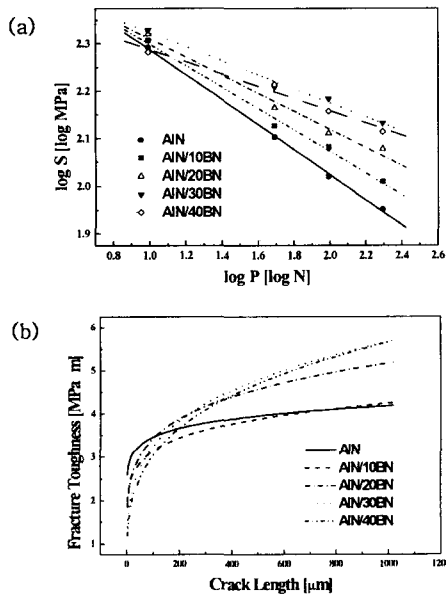 (a)
2.3
2.2
2.1
2.0
1.9
log S [log MPa]
AlN
AlN/10BN
AlN/20BN
AlN/30BN
AlN/40BN
0.8 1.0 1.2 1.4 1.6 1.8 2.0 2.2 2.4 2.6
log P [log N]
(b)
6
5
4
3
2
1
Fracture Toughness [MPa m]
AlN
AlN/10BN
AlN/20BN
AlN/30BN
AlN/40BN
0 200 400 600 800 1000 120
Crack Length [μm]